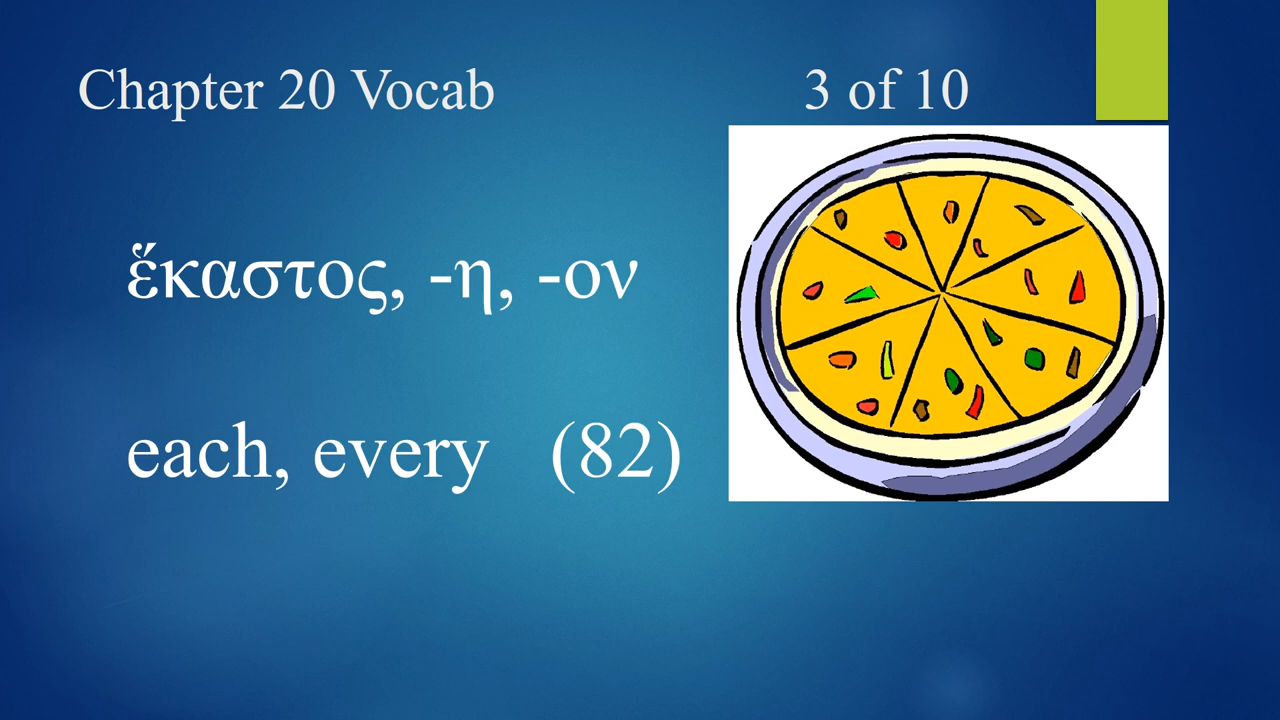 Chapter 20 Vocab 3 of 10
ἕκαστος, -η, -ον
each, every (82)